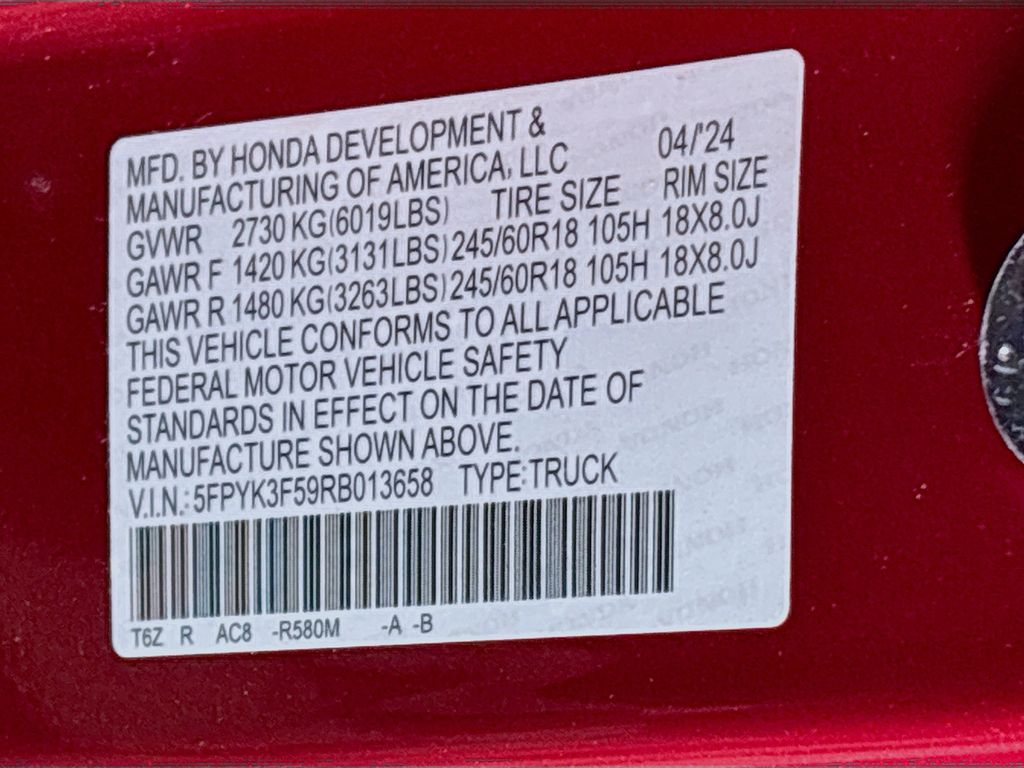 MFD. BY HONDA DEVELOPMENT &
MANUFACTURING OF AMERICA, LLC 04/'24
GVWR 2730 KG(6019LBS) TIRE SIZE RIM SIZE
GAWR F 1420 KG(3131LBS) 245/60R18 105H 18X8.0J
GAWR R 1480 KG(3263LBS) 245/60R18 105H 18X8.0J
THIS VEHICLE CONFORMS TO ALL APPLICABLE
FEDERAL MOTOR VEHICLE SAFETY
STANDARDS IN EFFECT ON THE DATE OF
MANUFACTURE SHOWN ABOVE.
V.I.N.: 5FPYK3F59RB013658 TYPE:TRUCK
T6Z R AC8 -R580M -A -B